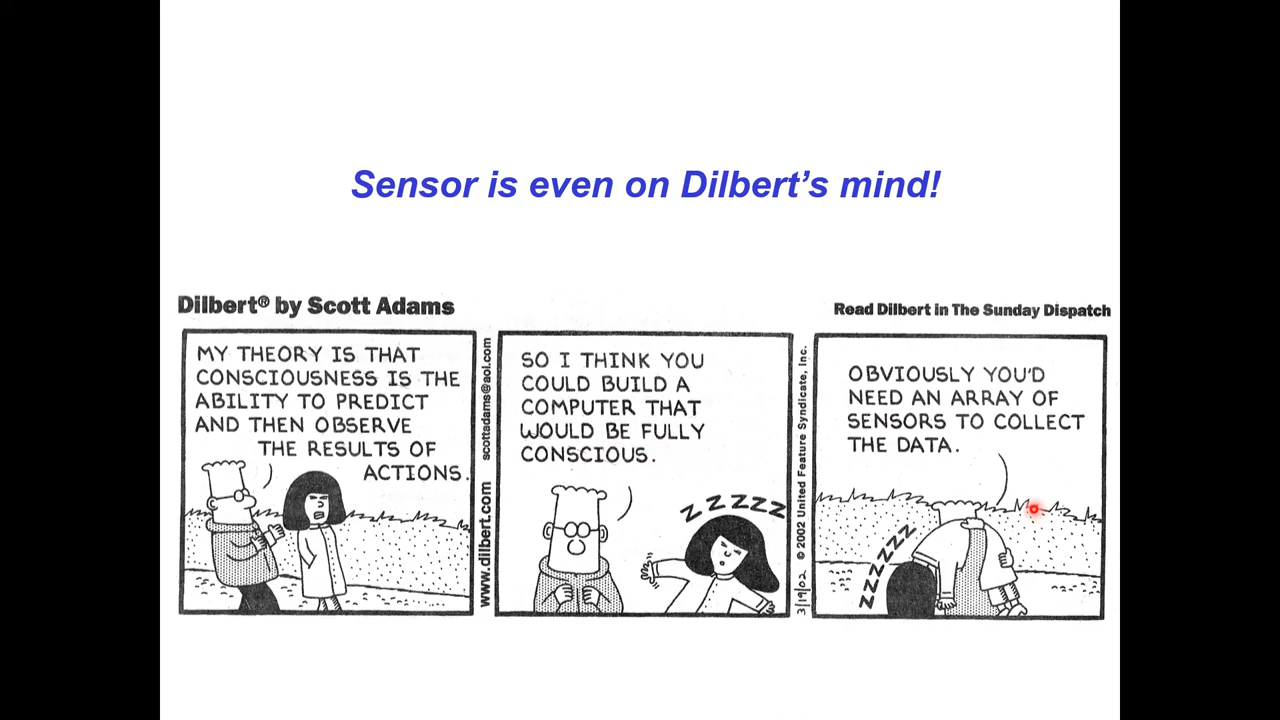 Sensor is even on Dilbert’s mind!
Dilbert® by Scott Adams
Read Dilbert in The Sunday Dispatch
MY THEORY IS THAT
CONSCIOUSNESS IS THE
ABILITY TO PREDICT
AND THEN OBSERVE
THE RESULTS OF
ACTIONS.
www.dilbert.com scottadams@aol.com
SO I THINK YOU
COULD BUILD A
COMPUTER THAT
WOULD BE FULLY
CONSCIOUS.
ZZZZZ
3/19/02 © 2002 United Feature Syndicate, Inc.
OBVIOUSLY YOU'D
NEED AN ARRAY OF
SENSORS TO COLLECT
THE DATA.
ZZZZZZ